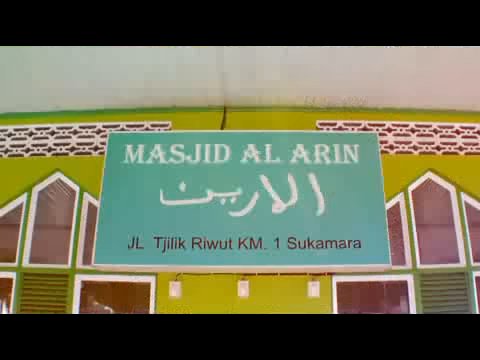 MASJID AL ARIN
الارين
JL Tjilik Riwut KM. 1 Sukamara